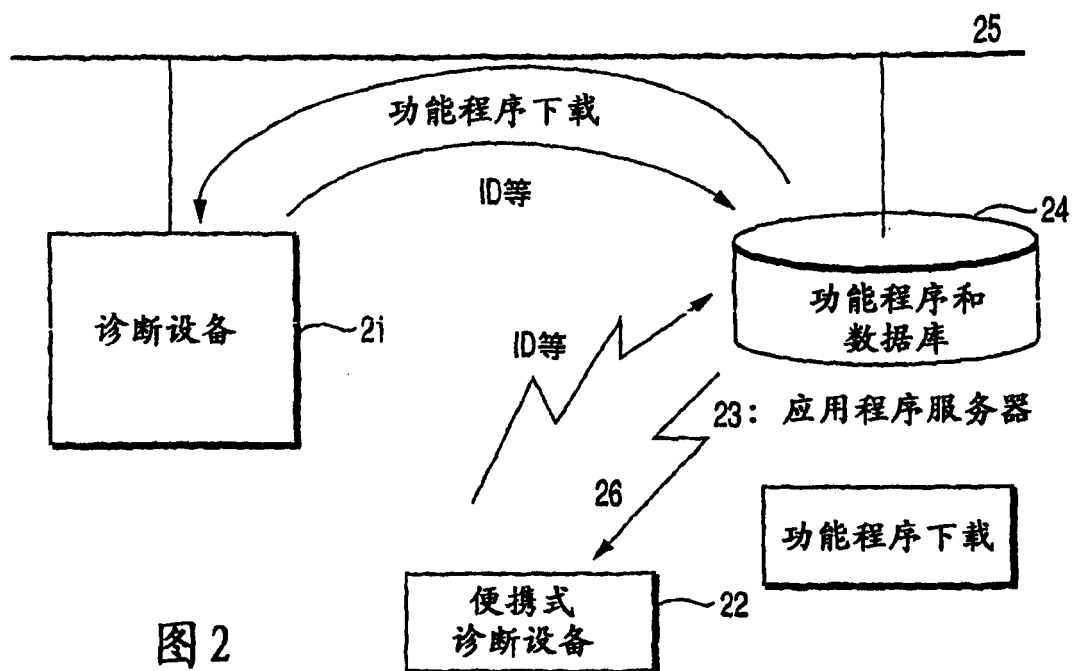 25
功能程序下载
ID等
24
诊断设备
21
功能程序和
数据库
ID等
23: 应用程序服务器
26
功能程序下载
便携式
诊断设备
22
图2